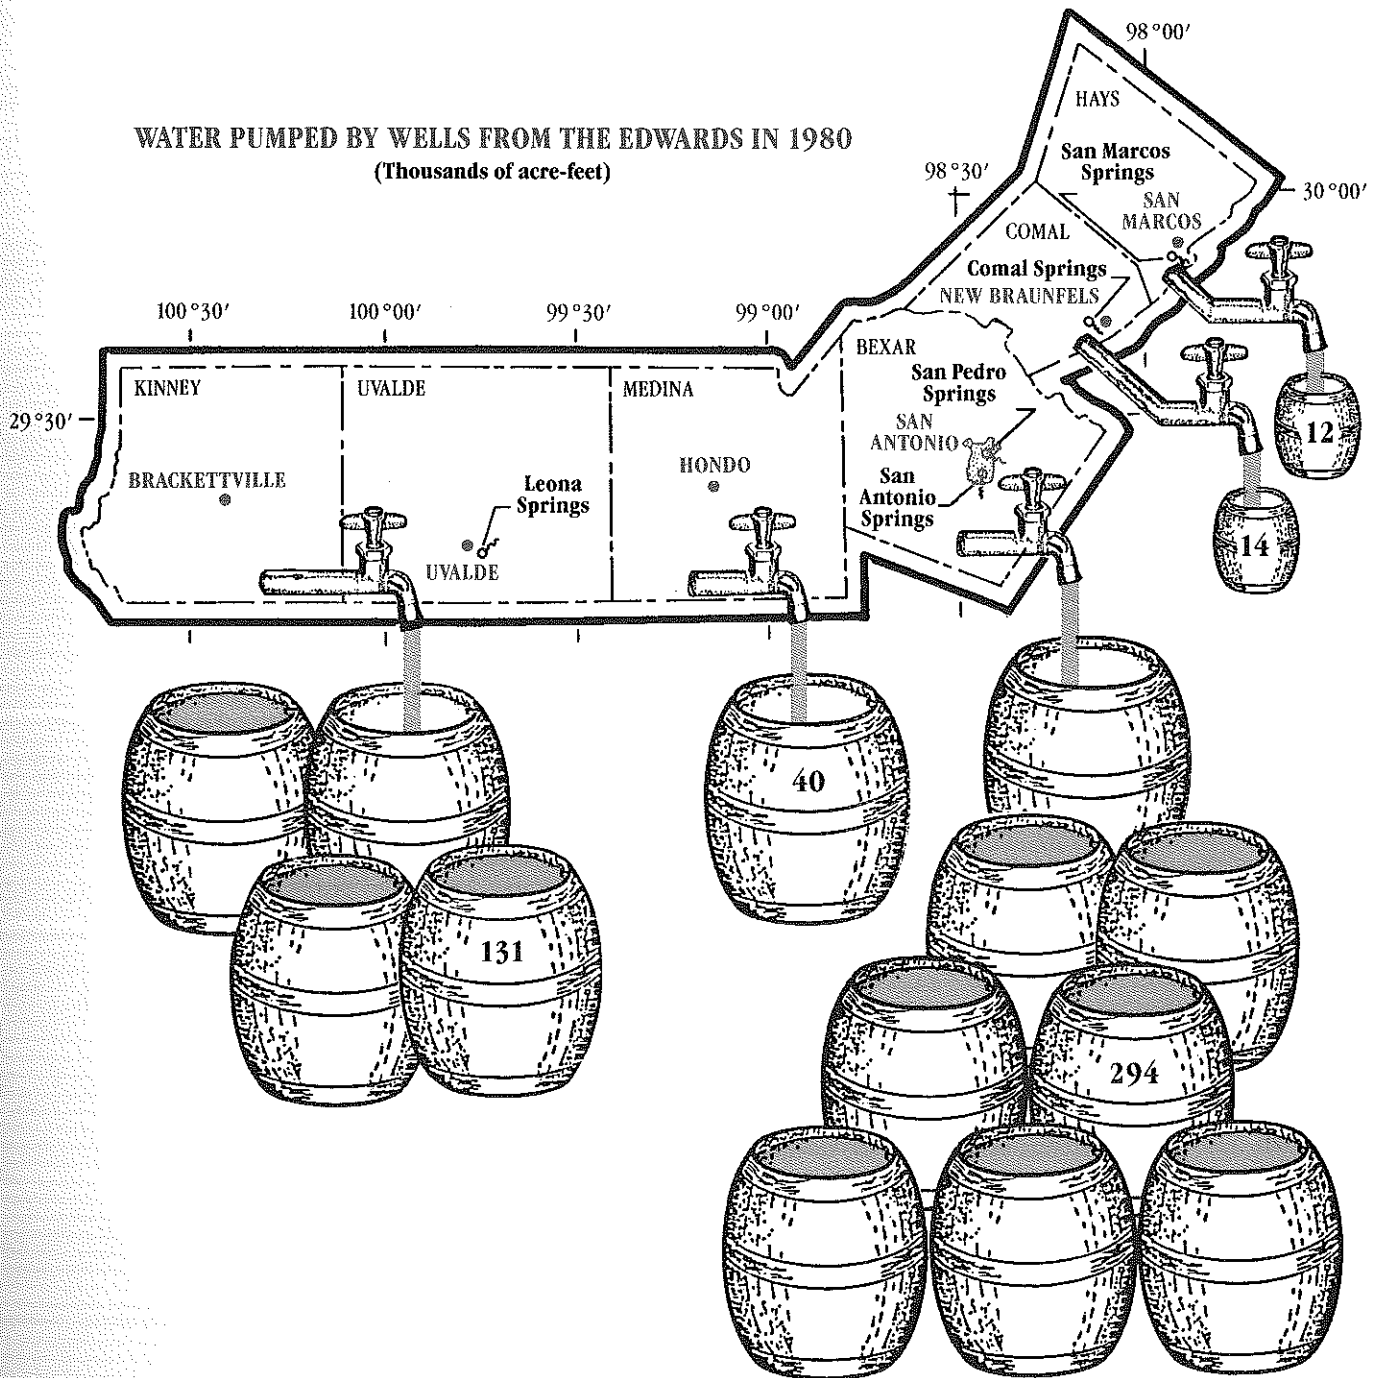 WATER PUMPED BY WELLS FROM THE EDWARDS IN 1980
(Thousands of acre-feet)
98°00′
HAYS
San Marcos
Springs
98°30′
30°00′
SAN
MARCOS
COMAL
Comal Springs
NEW BRAUNFELS
100°30′
100°00′
99°30′
99°00′
BEXAR
KINNEY
UVALDE
MEDINA
San Pedro
Springs
29°30′
SAN
ANTONIO
12
BRACKETTVILLE
HONDO
Leona
Springs
San
Antonio
Springs
14
UVALDE
40
131
294